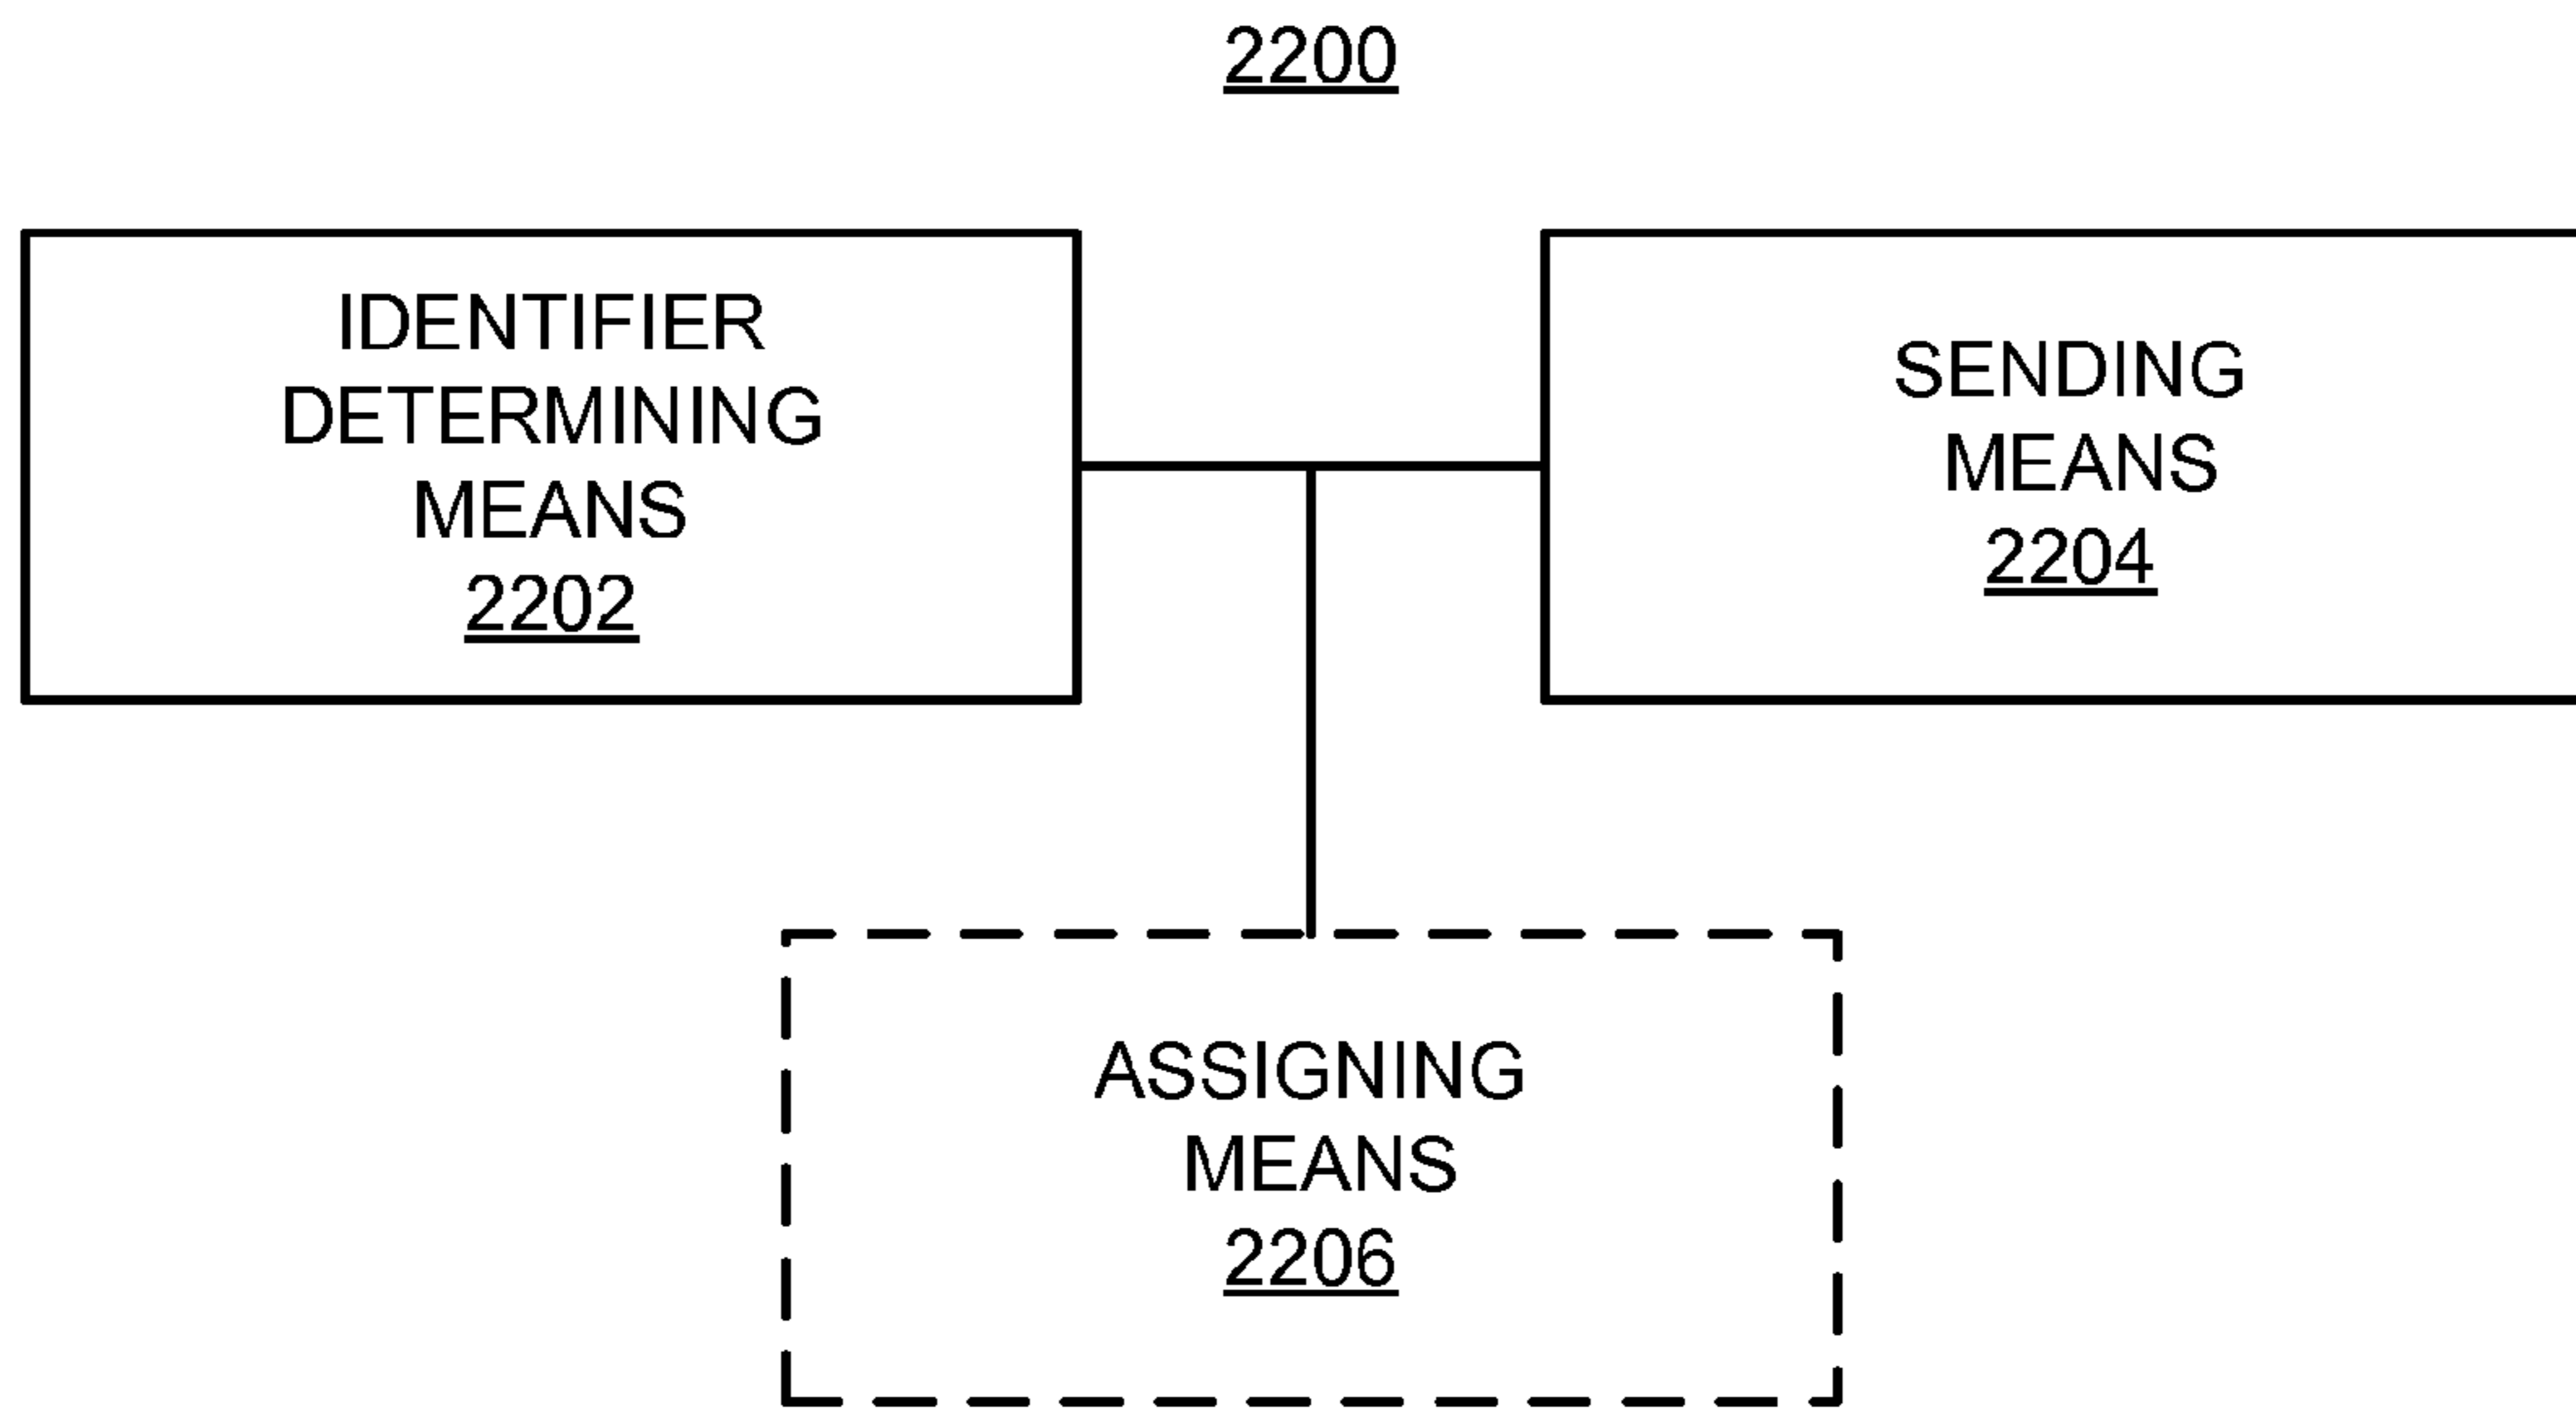 2200
IDENTIFIER
DETERMINING
MEANS
2202
SENDING
MEANS
2204
ASSIGNING
MEANS
2206